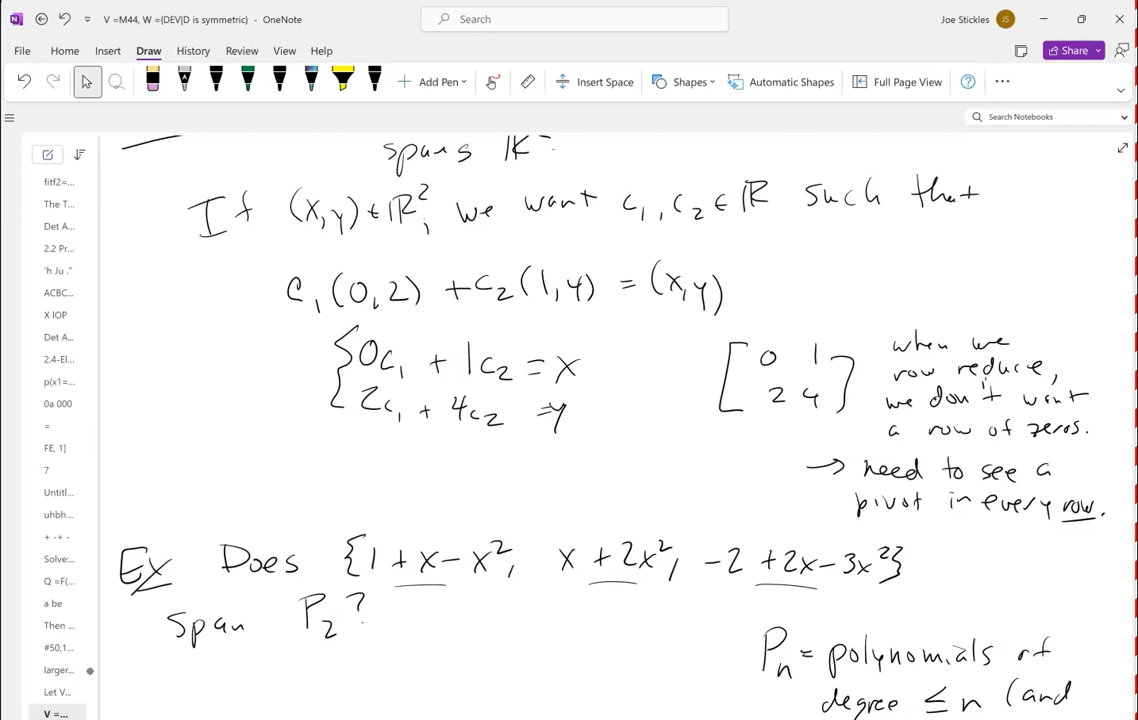 V =M44, W ={DEV|D is symmetric} - OneNote
Search
Joe Stickles
JS
File Home Insert Draw History Review View Help
Share
Add Pen
Insert Space
Shapes
Automatic Shapes
Full Page View
Search Notebooks
fitf2=...
The T...
Det A...
2.2 Pr...
'h Ju ."
ACBC...
X IOP
Det A...
2.4-El...
p(x1=...
0a 000
=
FE, 1]
7
Untitl...
uhbh...
+ -+ -
Solve:...
Q =F(...
a be
Then ...
#50,1...
larger...
Let V...
V =...
spans
If (x,y)∈ℝ², we want c₁, c₂ ∈ ℝ such that
c₁(0,2) + c₂(1,4) = (x,y)
{0c₁ + 1c₂ = x
2c₁ + 4c₂ = y
[0 1
2 4]
when we
row reduce,
we don't want
a row of zeros.
→ need to see a
pivot in every row.
Ex Does {1 + x - x², x + 2x², -2 + 2x - 3x²}
span P₂?
Pₙ = polynomials of
degree ≤ n (and